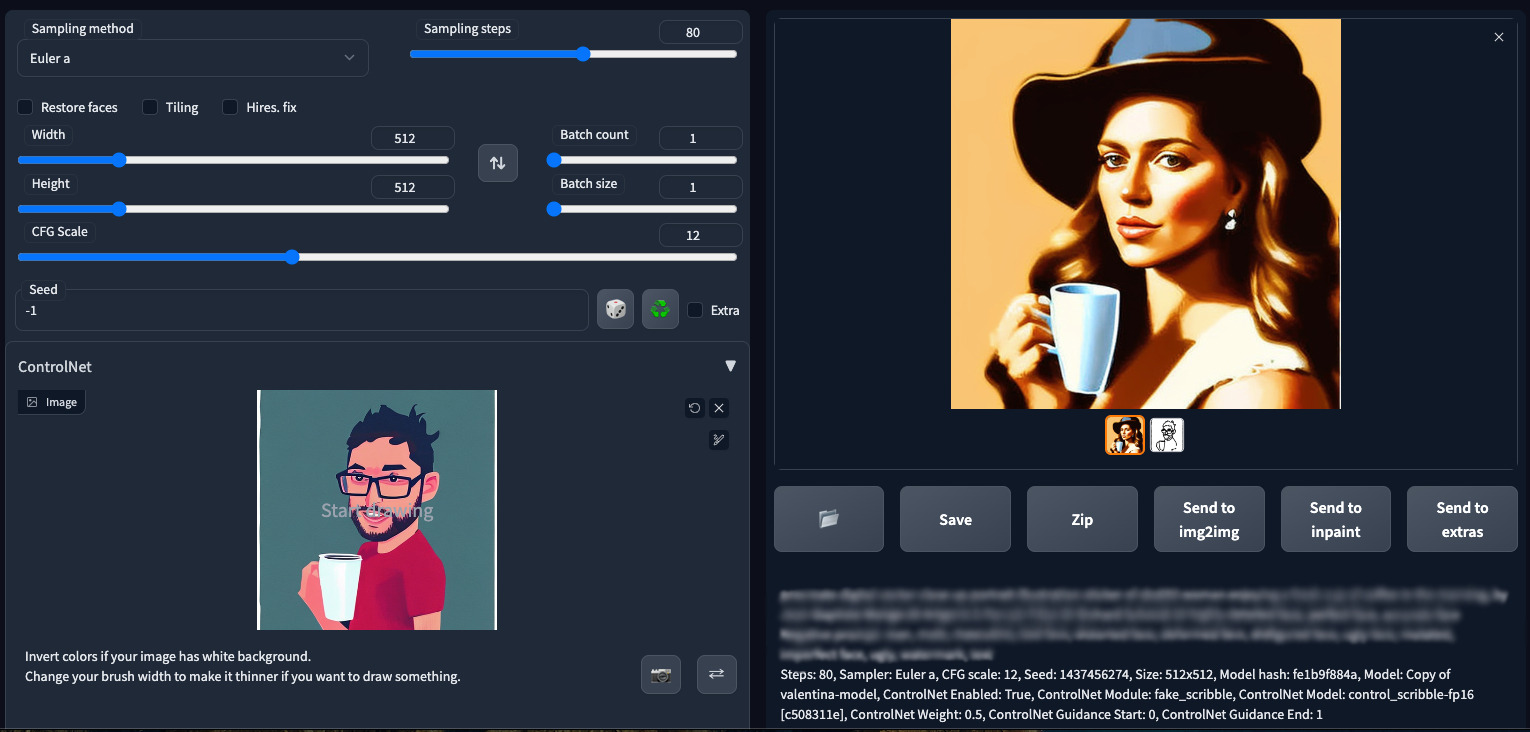 Sampling method
Sampling steps
80
Euler a
Restore faces
Tiling
Hires. fix
Width
512
Batch count
1
Height
512
Batch size
1
CFG Scale
12
Seed
-1
Extra
ControlNet
Image
Start drawing
Invert colors if your image has white background.
Change your brush width to make it thinner if you want to draw something.
Save
Zip
Send to
img2img
Send to
inpaint
Send to
extras
Steps: 80, Sampler: Euler a, CFG scale: 12, Seed: 1437456274, Size: 512x512, Model hash: fe1b9f884a, Model: Copy of
valentina-model, ControlNet Enabled: True, ControlNet Module: fake_scribble, ControlNet Model: control_scribble-fp16
[c508311e], ControlNet Weight: 0.5, ControlNet Guidance Start: 0, ControlNet Guidance End: 1